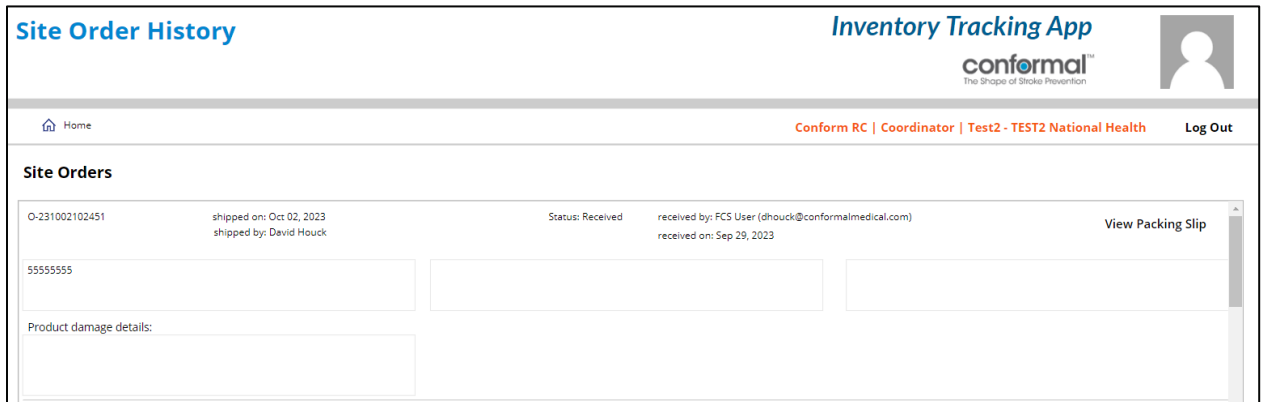 Site Order History
Inventory Tracking App
conformal™
The Shape of Stroke Prevention
Home
Conform RC | Coordinator | Test2 - TEST2 National Health
Log Out
Site Orders
O-231002102451
shipped on: Oct 02, 2023
shipped by: David Houck
Status: Received
received by: FCS User (dhouck@conformalmedical.com)
received on: Sep 29, 2023
View Packing Slip
55555555
Product damage details: